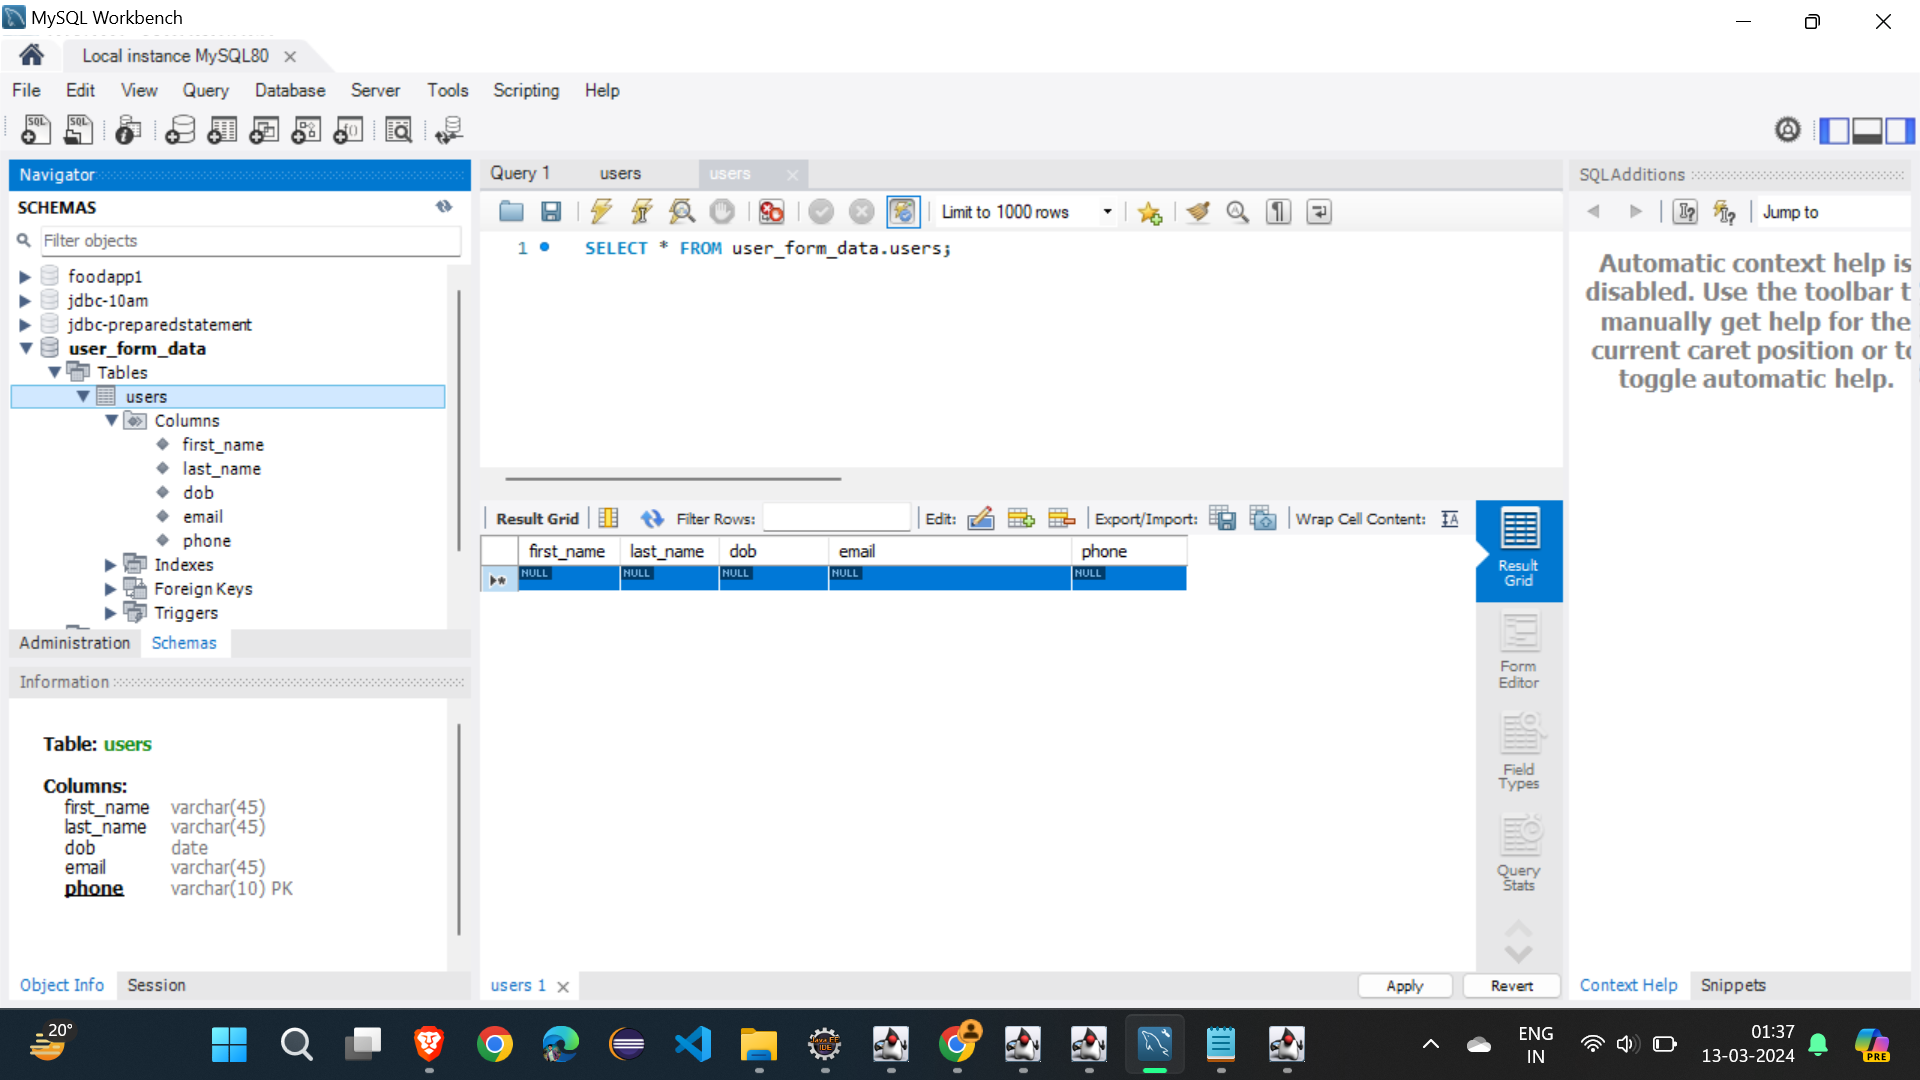 MySQL Workbench
Local instance MySQL80
File Edit View Query Database Server Tools Scripting Help
Navigator
SCHEMAS
Filter objects
foodapp1
jdbc-10am
jdbc-preparedstatement
user_form_data
Tables
users
Columns
first_name
last_name
dob
email
phone
Indexes
Foreign Keys
Triggers
Administration Schemas
Information
Table: users
Columns:
first_name varchar(45)
last_name varchar(45)
dob date
email varchar(45)
phone varchar(10) PK
Object Info Session
Query 1 users users
Limit to 1000 rows
1 SELECT * FROM user_form_data.users;
Result Grid Filter Rows: Edit: Export/Import: Wrap Cell Content:
first_name last_name dob email phone
NULL NULL NULL NULL NULL
Result
Grid
Form
Editor
Field
Types
Query
Stats
users 1 Apply Revert
SQLAdditions
Jump to
Automatic context help is
disabled. Use the toolbar
manually get help for the
current caret position or
toggle automatic help.
Context Help Snippets
20°
ENG
IN
01:37
13-03-2024
PRE